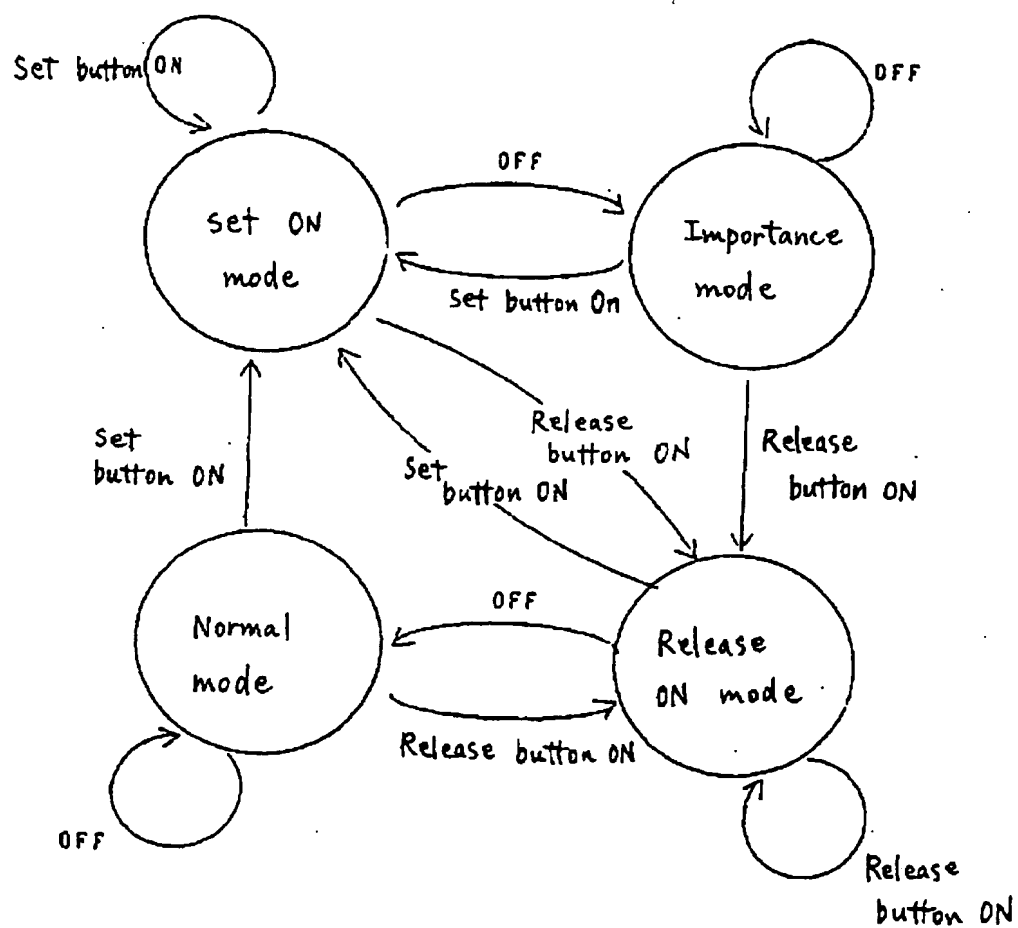 Set button ON
OFF
OFF
Set ON
mode
Importance
mode
Set button On
Release
button ON
Set
button ON
Set
button ON
Release
button ON
OFF
Normal
mode
Release
ON mode
Release button ON
OFF
Release
button ON